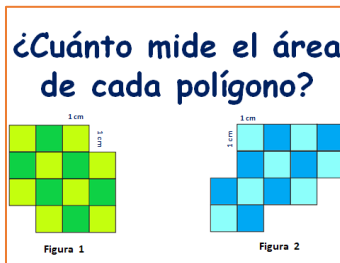 ¿Cuánto mide el área
de cada polígono?
1 cm
1 cm
1 cm
1 cm
Figura 1
Figura 2